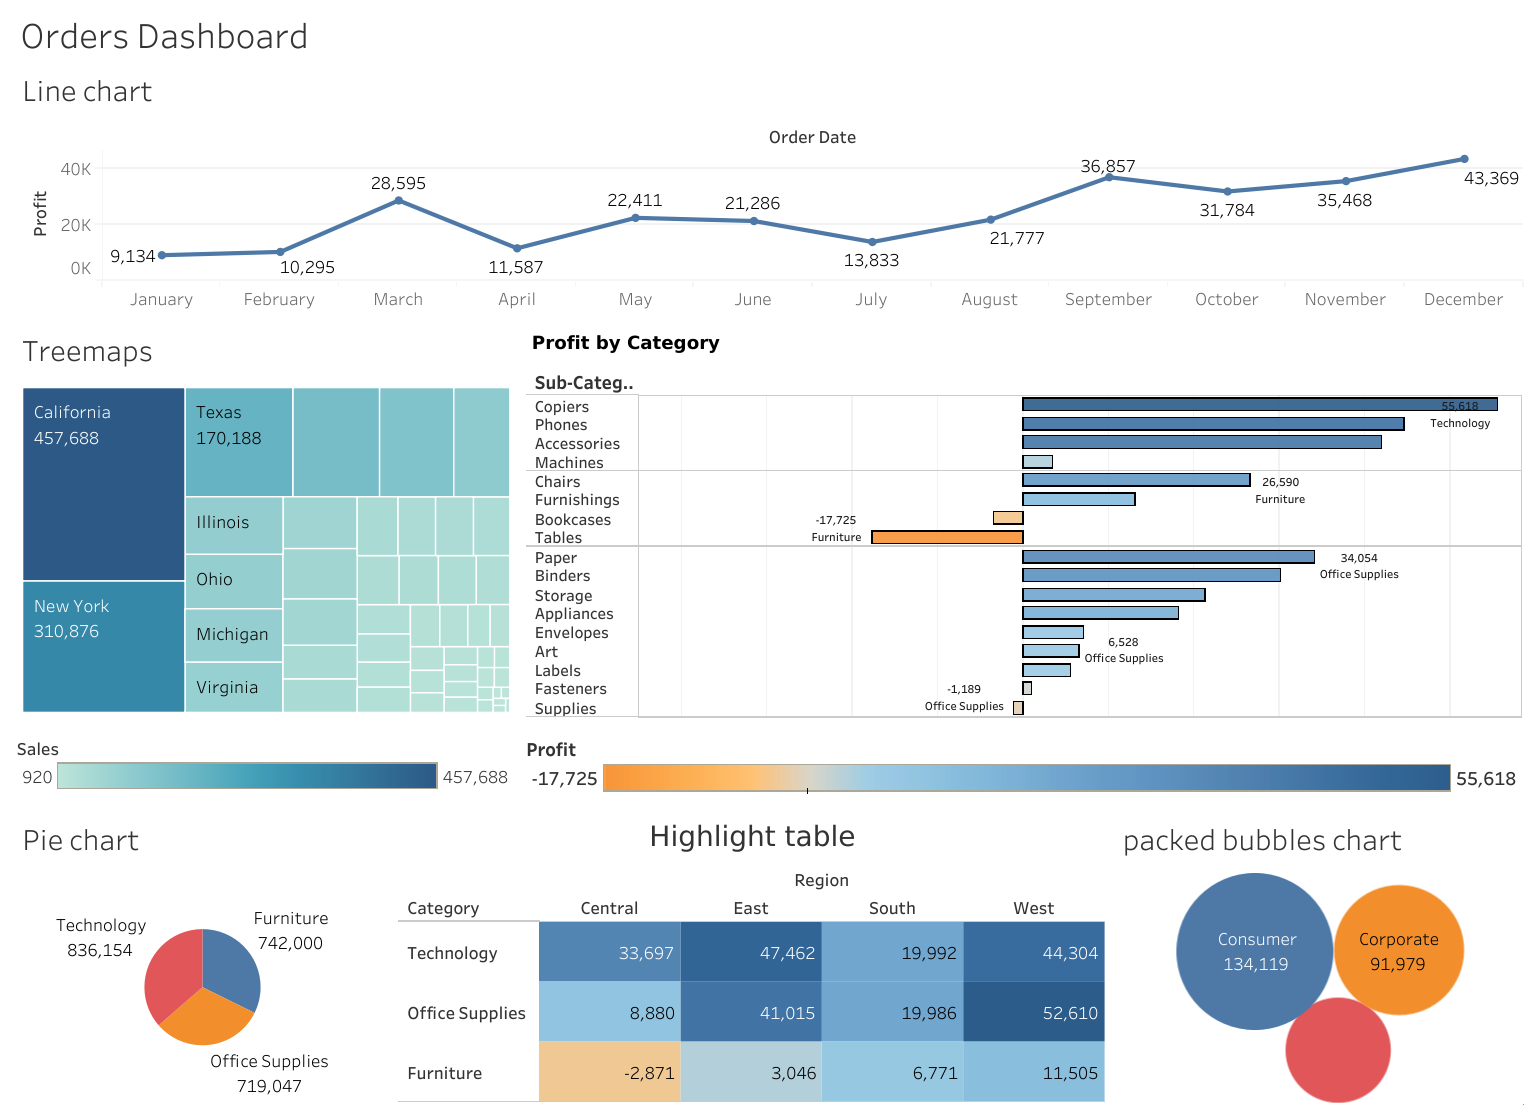 Orders Dashboard
Line chart
Order Date
Profit
40K
20K
0K
9,134
10,295
28,595
11,587
22,411
21,286
13,833
21,777
36,857
31,784
35,468
43,369
January February March April May June July August September October November December
Treemaps
California
457,688
Texas
170,188
New York
310,876
Illinois
Ohio
Michigan
Virginia
Sales
920 457,688
Profit by Category
Sub-Categ..
Copiers
55,618
Phones
Technology
Accessories
Machines
Chairs
26,590
Furnishings
Furniture
Bookcases
-17,725
Tables
Furniture
Paper
34,054
Binders
Office Supplies
Storage
Appliances
Envelopes
6,528
Art
Office Supplies
Labels
Fasteners
-1,189
Supplies
Office Supplies
Profit
-17,725 55,618
Pie chart
Technology
836,154
Furniture
742,000
Office Supplies
719,047
Highlight table
Region
Category Central East South West
Technology 33,697 47,462 19,992 44,304
Office Supplies 8,880 41,015 19,986 52,610
Furniture -2,871 3,046 6,771 11,505
packed bubbles chart
Consumer
134,119
Corporate
91,979